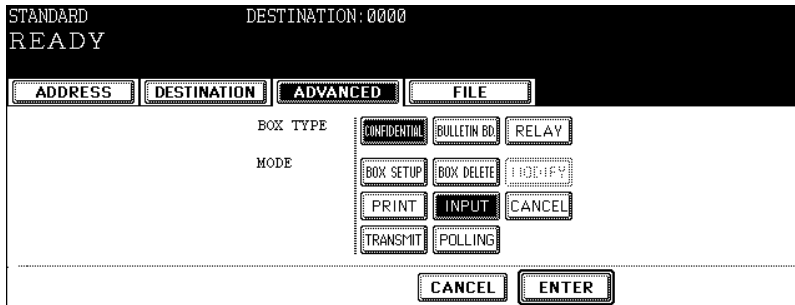 STANDARD DESTINATION:0000
READY
ADDRESS DESTINATION ADVANCED FILE
BOX TYPE CONFIDENTIAL BULLETIN BD. RELAY
MODE BOX SETUP BOX DELETE MODIFY
PRINT INPUT CANCEL
TRANSMIT POLLING
CANCEL ENTER